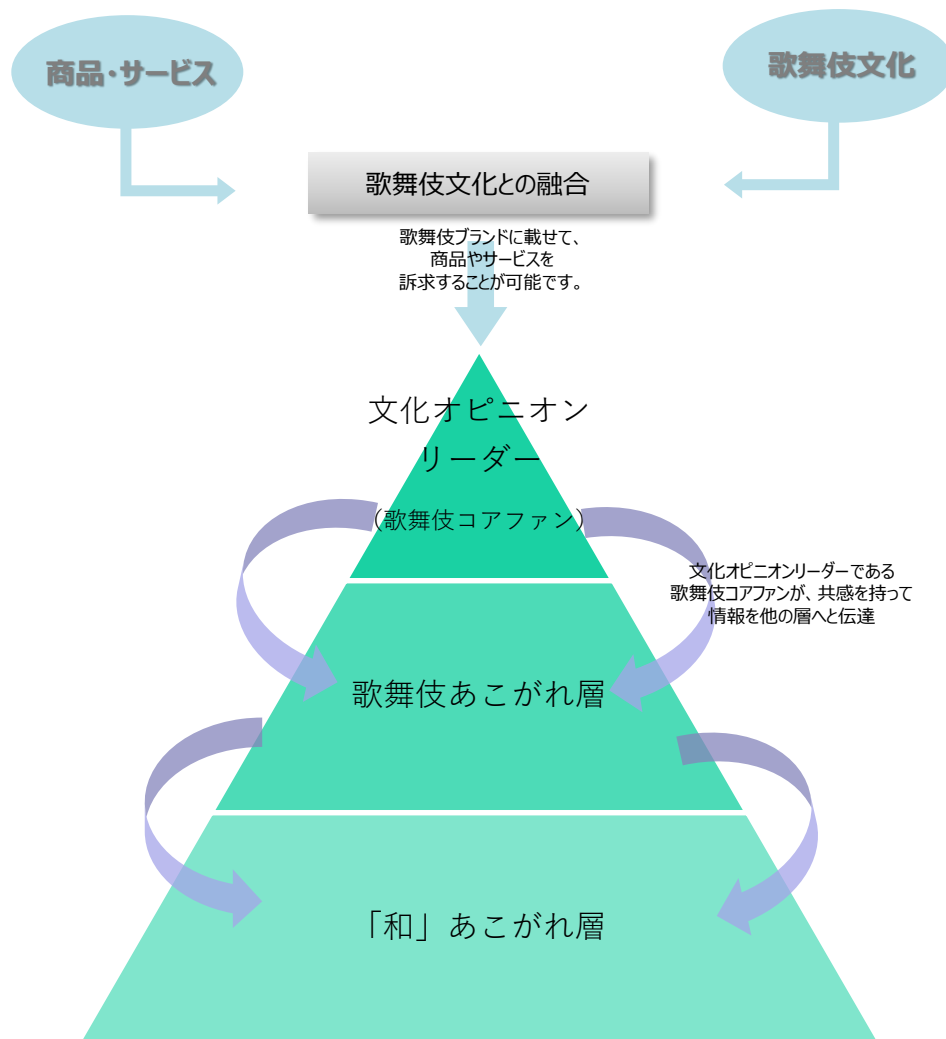 商品・サービス
歌舞伎文化
歌舞伎文化との融合
歌舞伎ブランドに載せて、
商品やサービスを
訴求することが可能です。
文化オピニオン
リーダー
（歌舞伎コアファン）
文化オピニオンリーダーである
歌舞伎コアファンが、共感を持って
情報を他の層へと伝達
歌舞伎あこがれ層
「和」あこがれ層